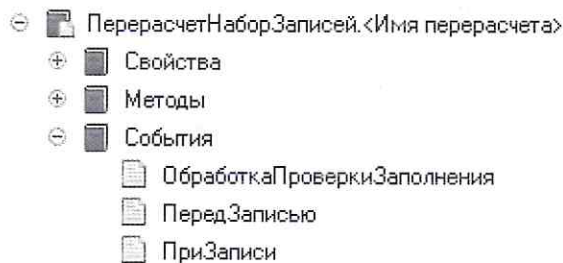 ПерерасчетНаборЗаписей.<Имя перерасчета>
Свойства
Методы
События
ОбработкаПроверкиЗаполнения
ПередЗаписью
ПриЗаписи